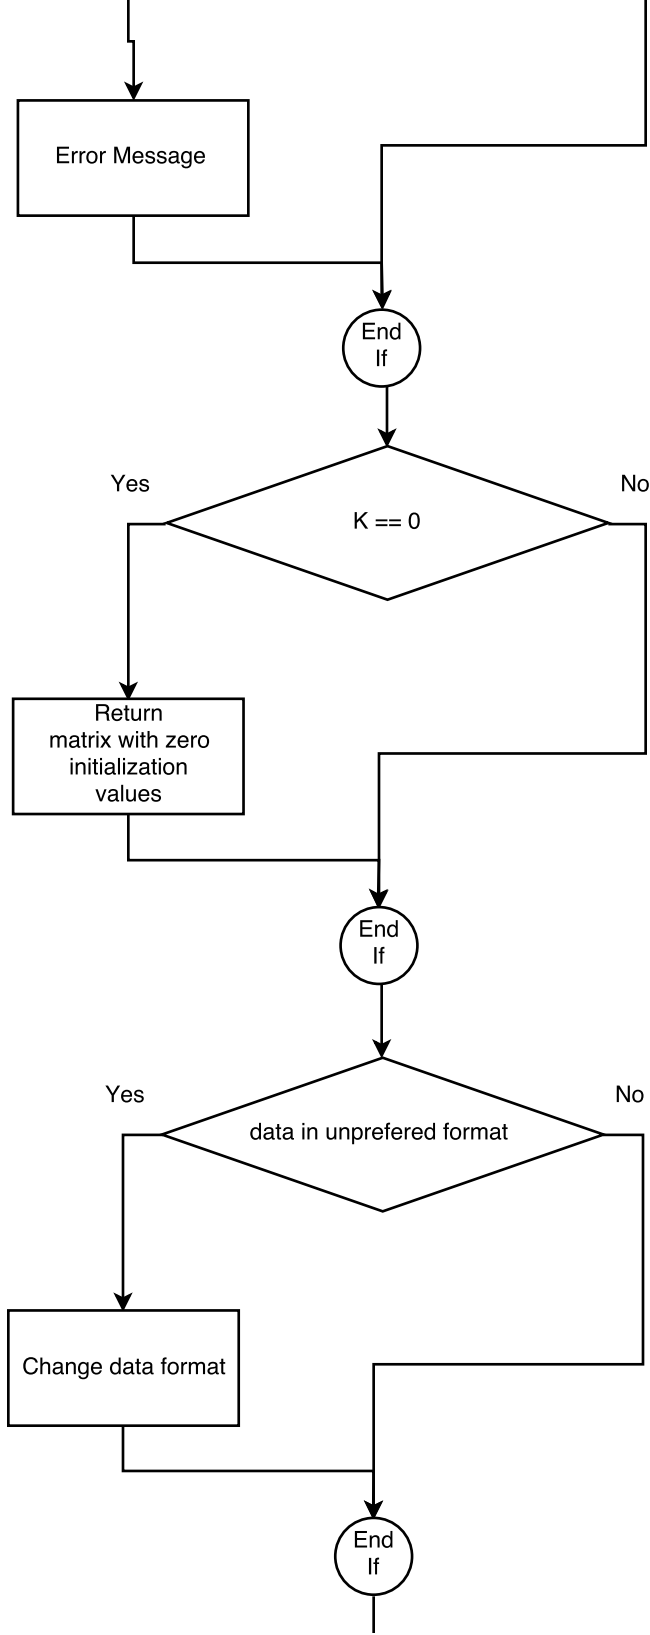 Error Message
End
If
Yes
No
K == 0
Return
matrix with zero
initialization
values
End
If
Yes
No
data in unprefered format
Change data format
End
If